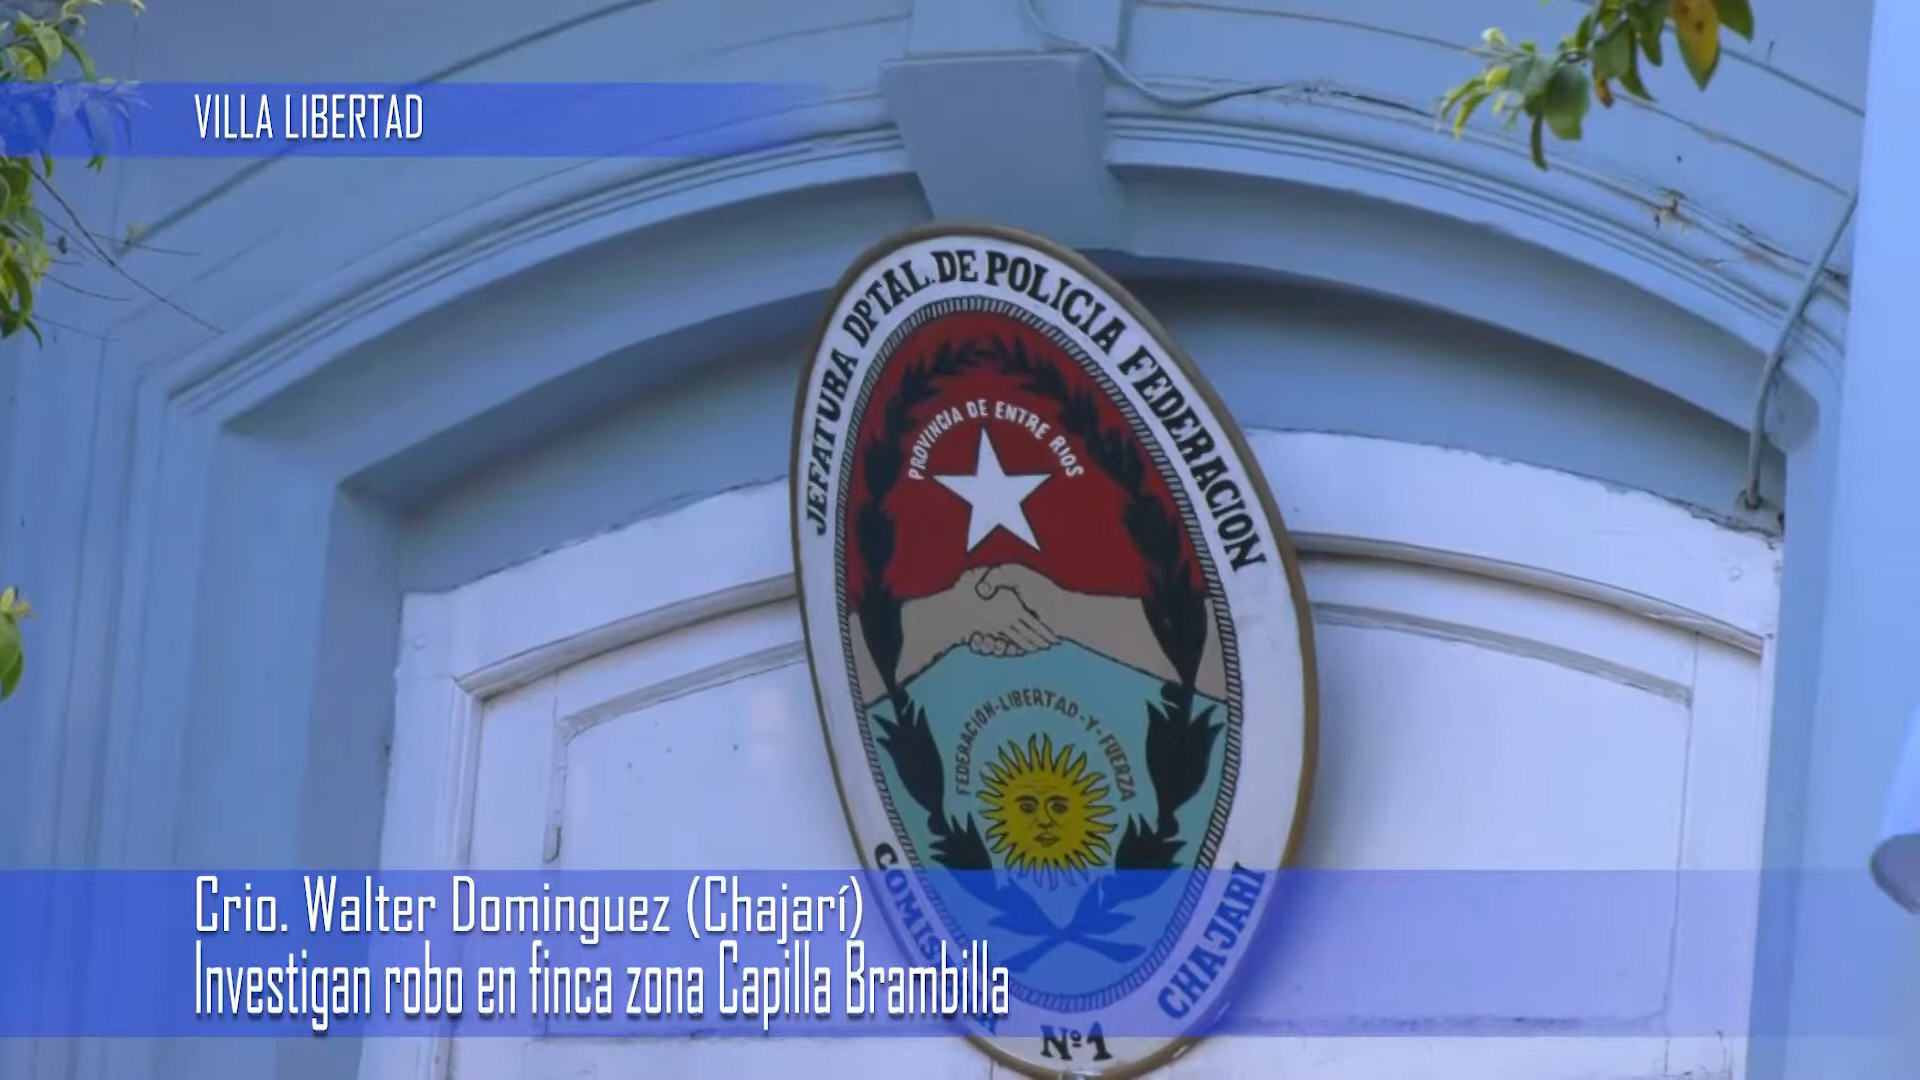 VILLA LIBERTAD
JEFATURA DPTAL. DE POLICIA FEDERACION
PROVINCIA DE ENTRE RIOS
FEDERACION-LIBERTAD-Y-FUERZA
CHAJARI
Nº1
Crio. Walter Dominguez (Chajarí)
Investigan robo en finca zona Capilla Brambilla